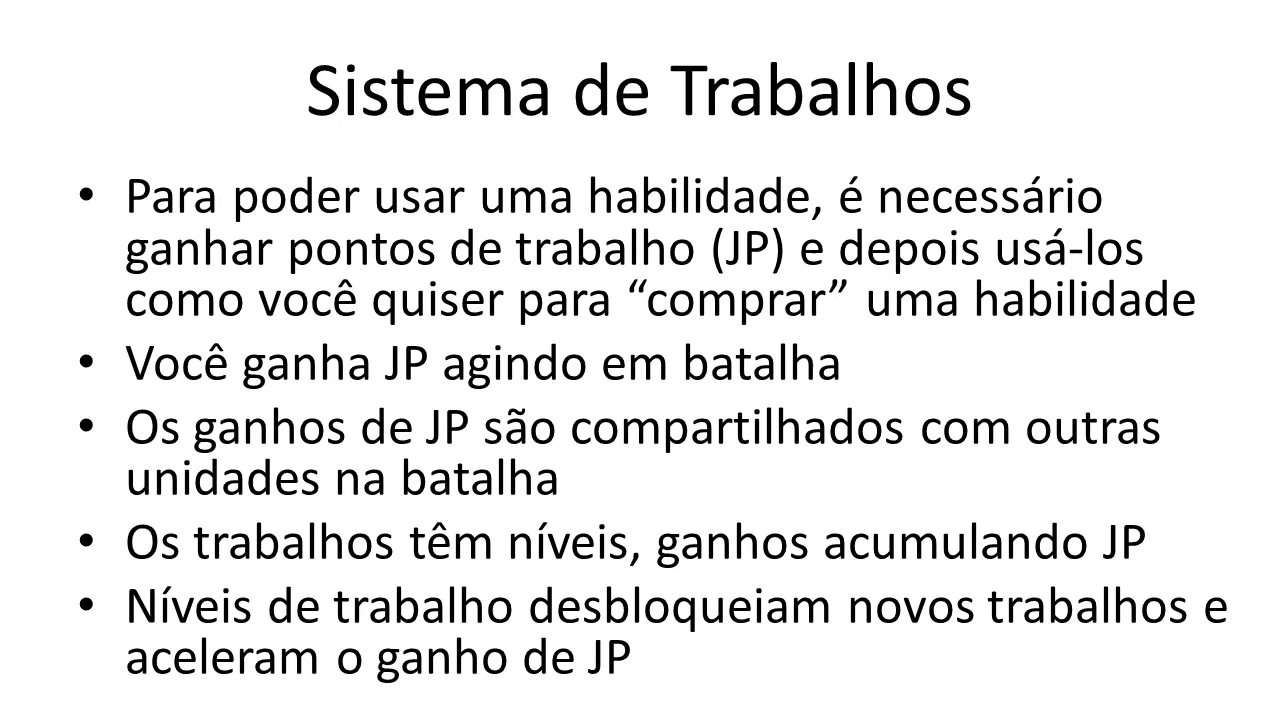 Sistema de Trabalhos
• Para poder usar uma habilidade, é necessário
ganhar pontos de trabalho (JP) e depois usá-los
como você quiser para “comprar” uma habilidade
• Você ganha JP agindo em batalha
• Os ganhos de JP são compartilhados com outras
unidades na batalha
• Os trabalhos têm níveis, ganhos acumulando JP
• Níveis de trabalho desbloqueiam novos trabalhos e
aceleram o ganho de JP